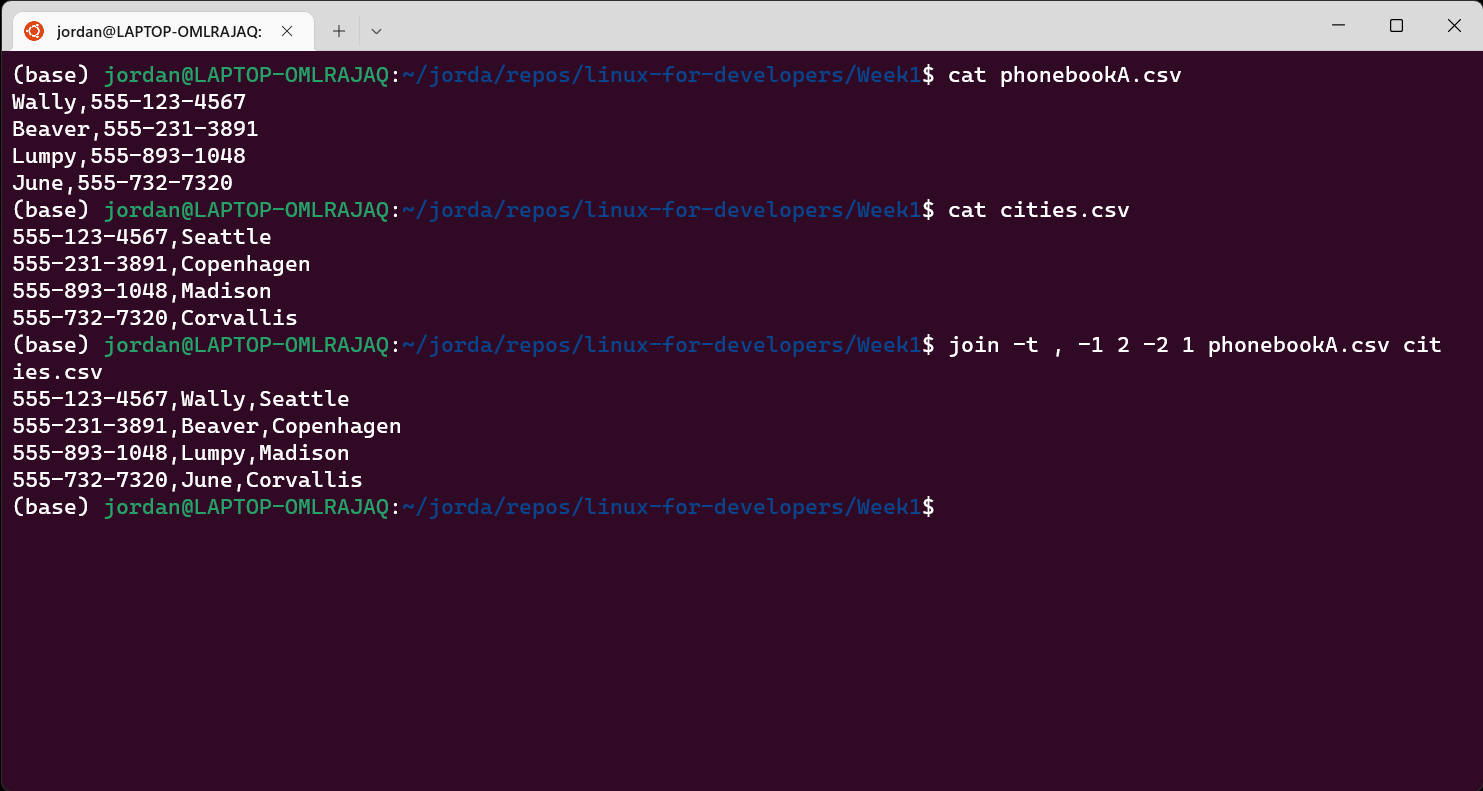 jordan@LAPTOP-OMLRAJAQ:
(base) jordan@LAPTOP-OMLRAJAQ:~/jorda/repos/linux-for-developers/Week1$ cat phonebookA.csv
Wally,555-123-4567
Beaver,555-231-3891
Lumpy,555-893-1048
June,555-732-7320
(base) jordan@LAPTOP-OMLRAJAQ:~/jorda/repos/linux-for-developers/Week1$ cat cities.csv
555-123-4567,Seattle
555-231-3891,Copenhagen
555-893-1048,Madison
555-732-7320,Corvallis
(base) jordan@LAPTOP-OMLRAJAQ:~/jorda/repos/linux-for-developers/Week1$ join -t , -1 2 -2 1 phonebookA.csv cit
ies.csv
555-123-4567,Wally,Seattle
555-231-3891,Beaver,Copenhagen
555-893-1048,Lumpy,Madison
555-732-7320,June,Corvallis
(base) jordan@LAPTOP-OMLRAJAQ:~/jorda/repos/linux-for-developers/Week1$